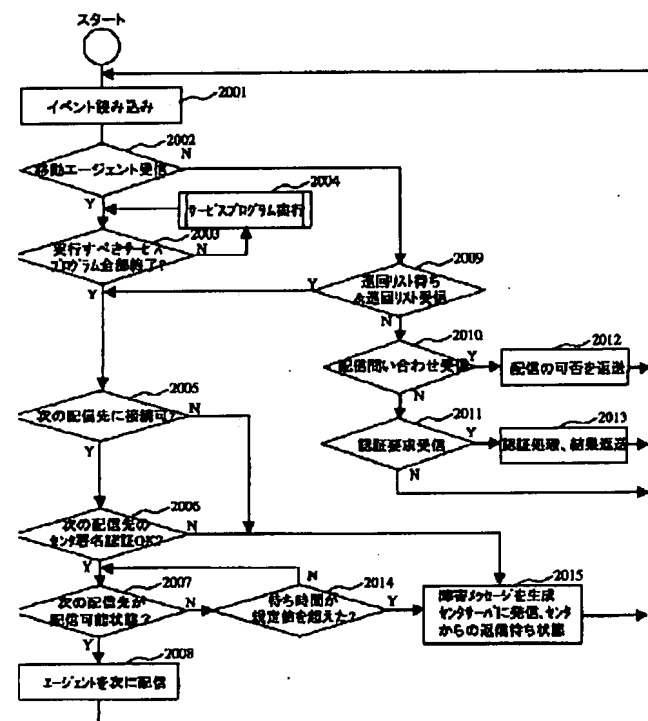 スタート
イベント読み込み
2001
2002
移動エージェント受信
N
Y
2004
サービスプログラム実行
2003
実行すべきサービス
プログラム全部終了?
N
Y
2009
巡回リスト待ち
&巡回リスト受信
Y
N
2010
配信問い合わせ受信
Y
N
2012
配信の可否を返送
2011
認証要求受信
Y
N
2013
認証処理、結果返送
2005
次の配信先に接続可?
N
Y
2006
次の配信先の
センタ署名認証OK?
N
Y
2007
次の配信先が
配信可能状態?
N
Y
2014
待ち時間が
設定値を超えた?
N
Y
2015
障害メッセージを生成
センタサーバに発信、センタ
からの返信待ち状態
2008
エージェントを次に配信